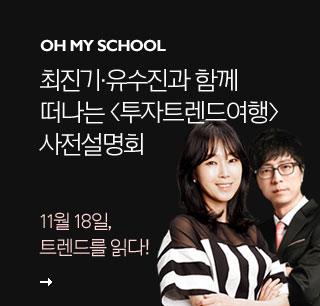 OH MY SCHOOL
최진기·유수진과 함께
떠나는 <투자트렌드여행>
사전설명회
11월 18일,
트렌드를 읽다!